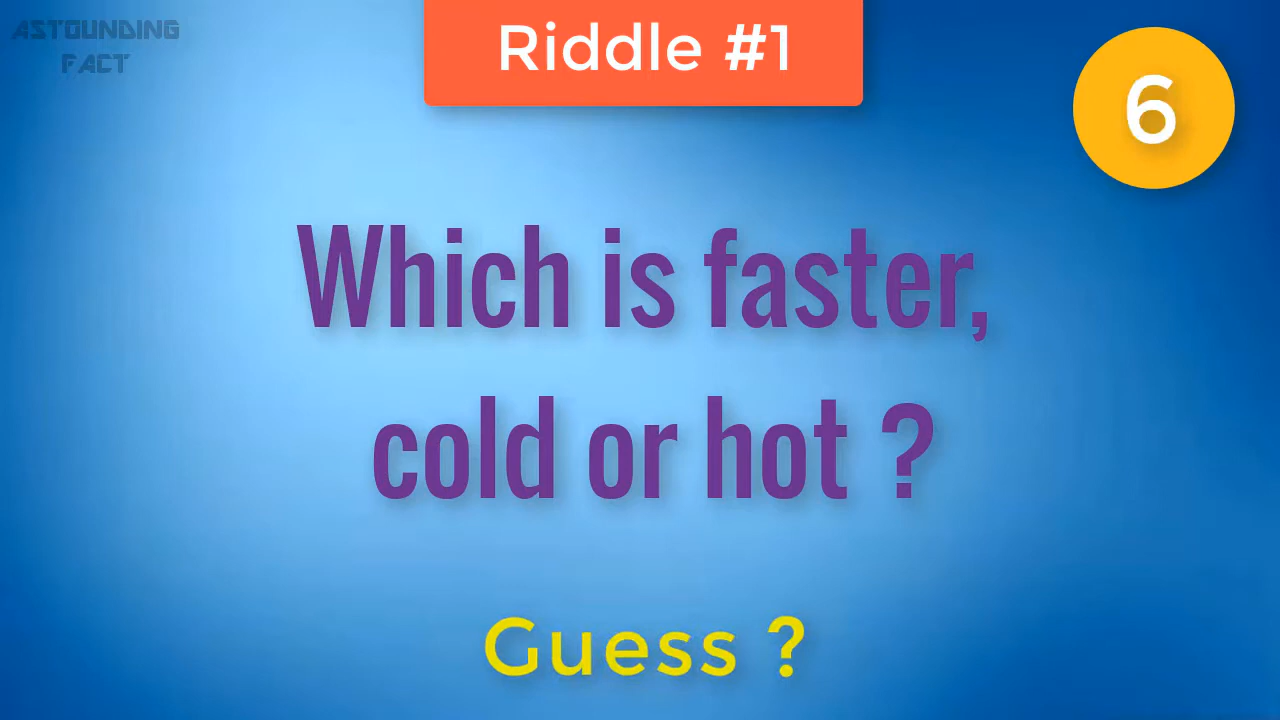 ASTOUNDING
FACT
Riddle #1
6
Which is faster,
cold or hot ?
Guess ?